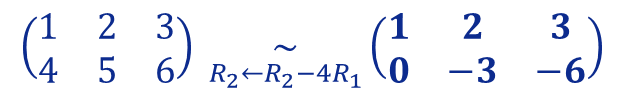 (1 2 3 ~ (1 2 3
4 5 6) R₂←R₂−4R₁ 0 −3 −6)